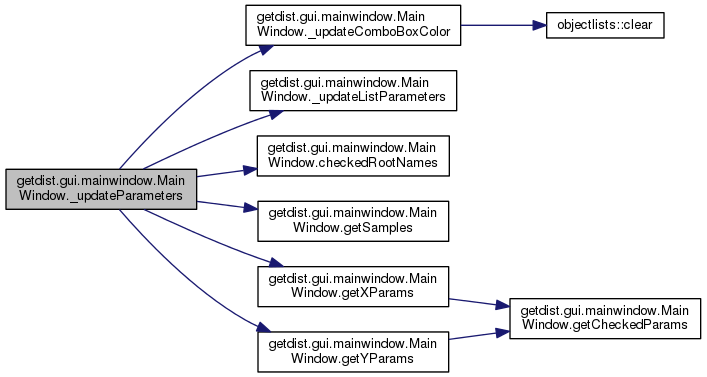 getdist.gui.mainwindow.Main
Window._updateComboBoxColor
objectlists::clear
getdist.gui.mainwindow.Main
Window._updateListParameters
getdist.gui.mainwindow.Main
Window.checkedRootNames
getdist.gui.mainwindow.Main
Window._updateParameters
getdist.gui.mainwindow.Main
Window.getSamples
getdist.gui.mainwindow.Main
Window.getXParams
getdist.gui.mainwindow.Main
Window.getCheckedParams
getdist.gui.mainwindow.Main
Window.getYParams